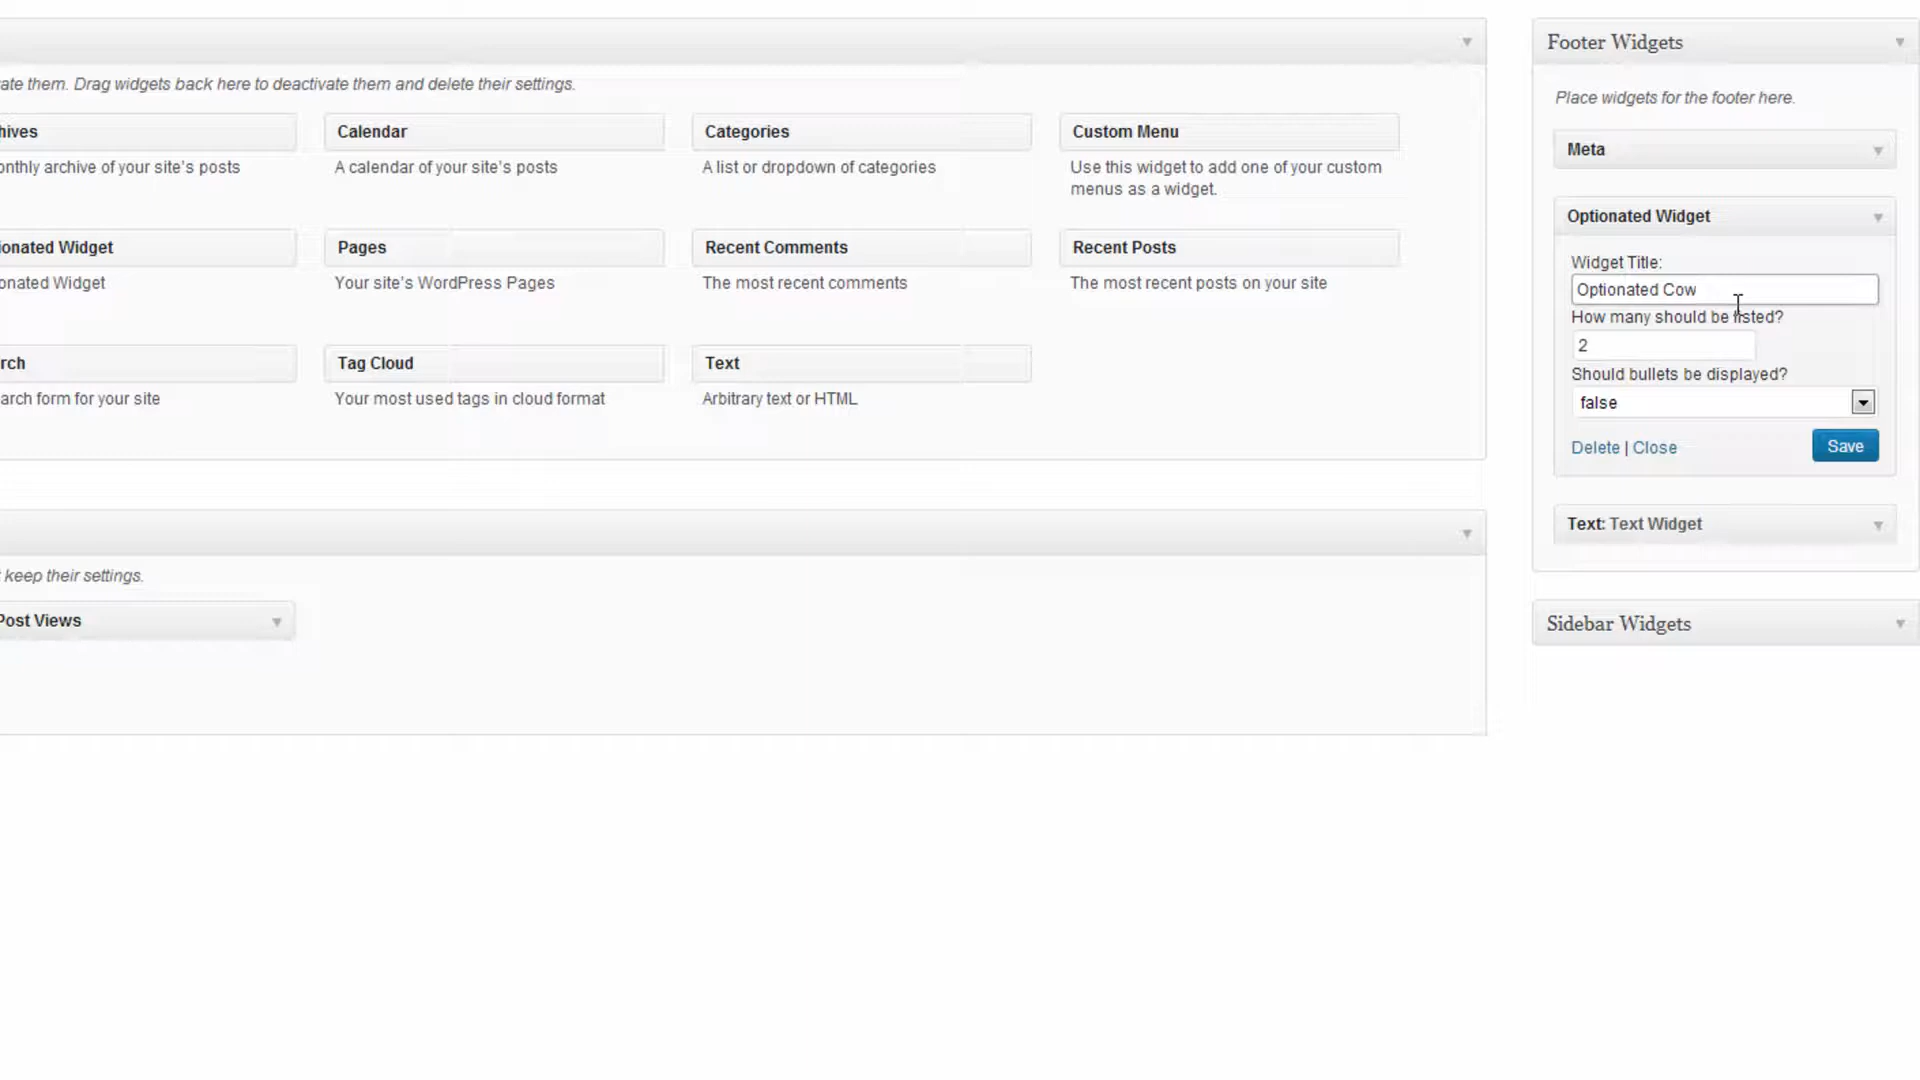 ate them. Drag widgets back here to deactivate them and delete their settings.
hives
Calendar
Categories
Custom Menu
onthly archive of your site's posts
A calendar of your site's posts
A list or dropdown of categories
Use this widget to add one of your custom
menus as a widget.
ionated Widget
Pages
Recent Comments
Recent Posts
onated Widget
Your site's WordPress Pages
The most recent comments
The most recent posts on your site
rch
Tag Cloud
Text
arch form for your site
Your most used tags in cloud format
Arbitrary text or HTML
keep their settings.
Post Views
Footer Widgets
Place widgets for the footer here.
Meta
Optionated Widget
Widget Title:
Optionated Cow
How many should be listed?
2
Should bullets be displayed?
false
Delete | Close
Save
Text: Text Widget
Sidebar Widgets